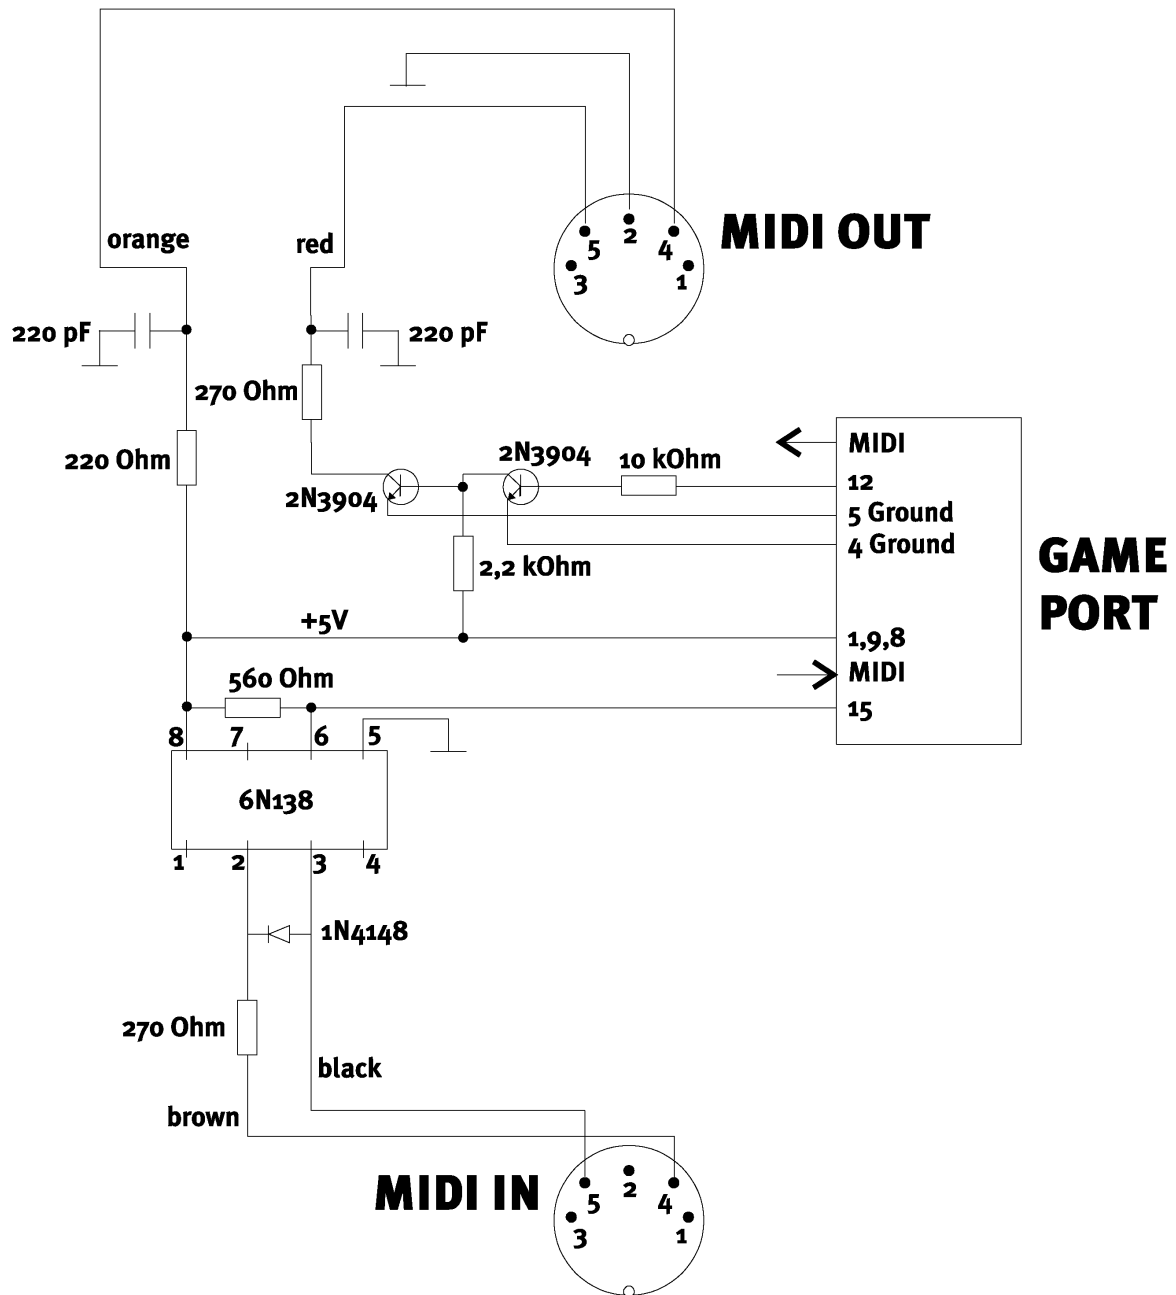 5 2 4
3 1
MIDI OUT
orange
red
220 pF
220 pF
270 Ohm
220 Ohm
2N3904
2N3904
10 kOhm
2,2 kOhm
MIDI
12
5 Ground
4 Ground
1,9,8
MIDI
15
GAME
PORT
+5V
560 Ohm
8 7 6 5
6N138
1 2 3 4
1N4148
270 Ohm
black
brown
MIDI IN
5 2 4
3 1